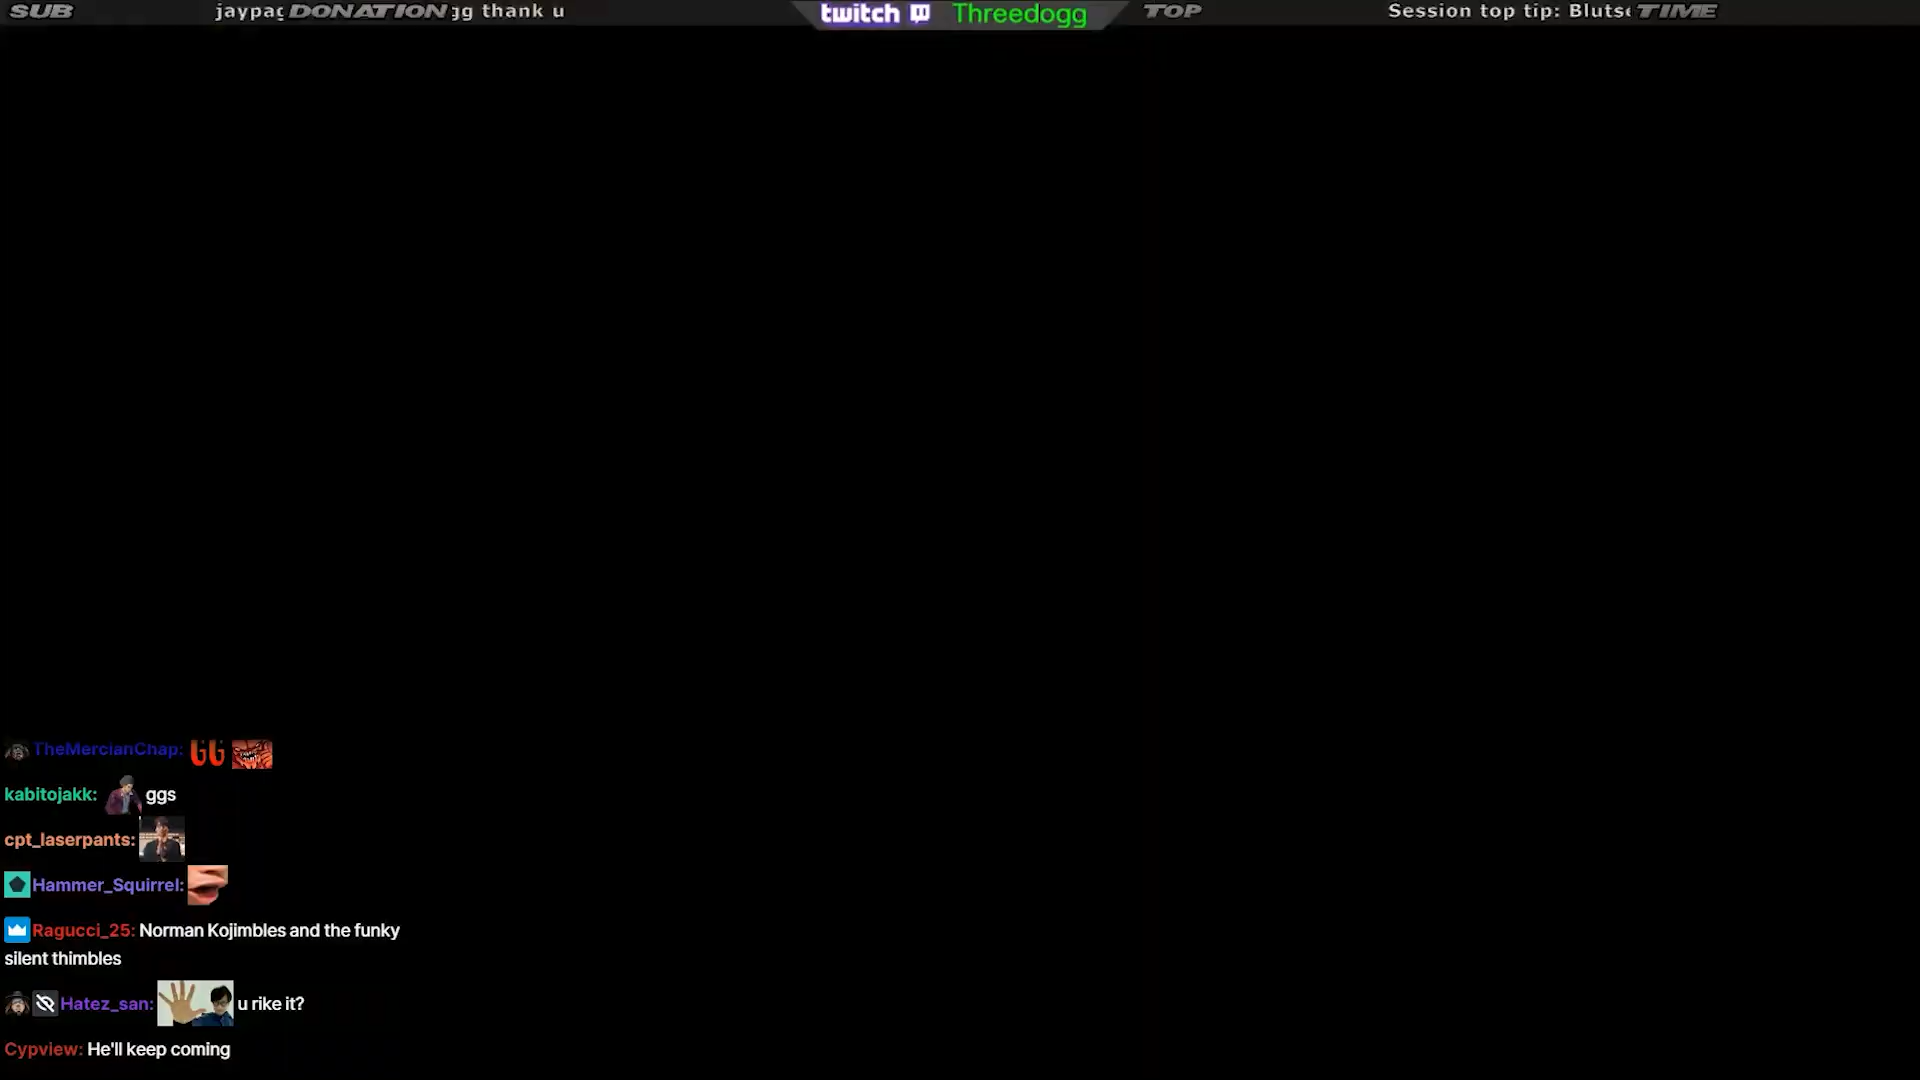 SUB
jaypag DONATION gg thank u
twitch Threedogg
TOP
Session top tip: Bluts TIME
TheMercianChap: GG
kabitojakk: ggs
cpt_laserpants:
Hammer_Squirrel:
Ragucci_25: Norman Kojimbles and the funky
silent thimbles
Hatez_san: u rike it?
Cypview: He'll keep coming